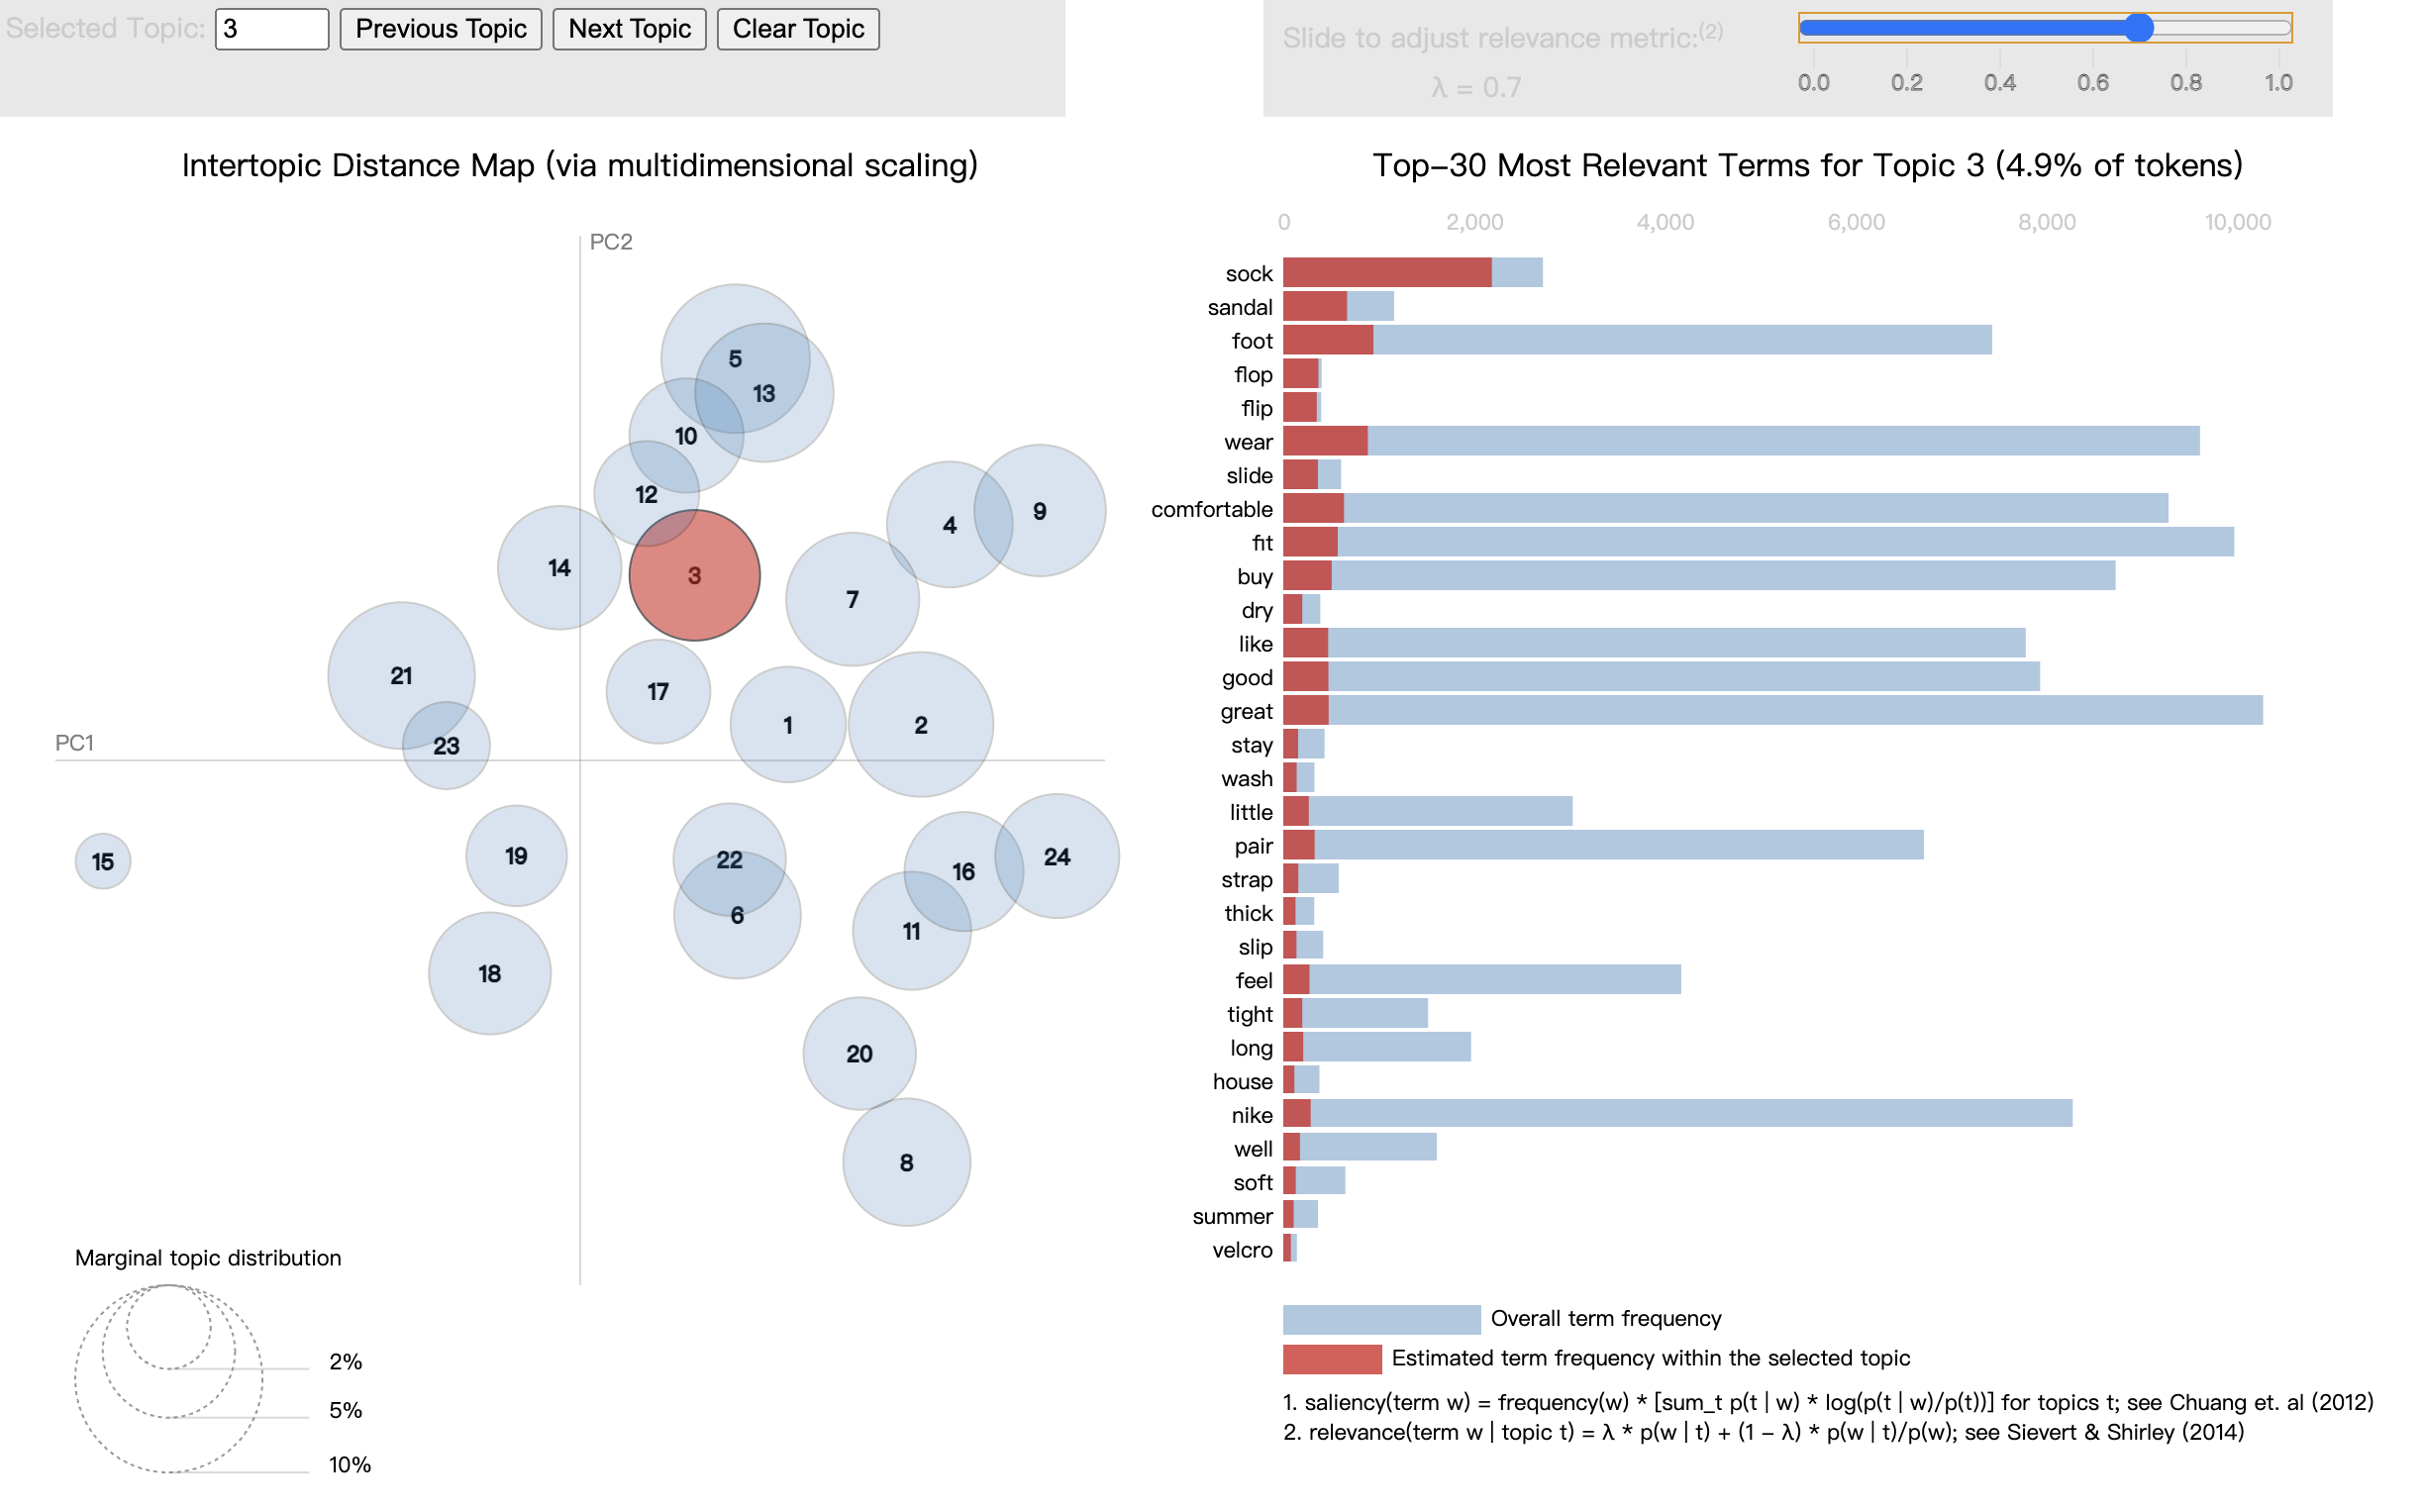 Selected Topic: 3 Previous Topic Next Topic Clear Topic
Slide to adjust relevance metric:(2)
λ = 0.7
0.0 0.2 0.4 0.6 0.8 1.0
Intertopic Distance Map (via multidimensional scaling)
PC2
5
13
10
12
9
4
14
3
7
21
17
1
2
PC1
23
15
19
22
16
24
6
11
18
20
8
Marginal topic distribution
2%
5%
10%
Top-30 Most Relevant Terms for Topic 3 (4.9% of tokens)
0 2,000 4,000 6,000 8,000 10,000
sock
sandal
foot
flop
flip
wear
slide
comfortable
fit
buy
dry
like
good
great
stay
wash
little
pair
strap
thick
slip
feel
tight
long
house
nike
well
soft
summer
velcro
Overall term frequency
Estimated term frequency within the selected topic
1. saliency(term w) = frequency(w) * [sum_t p(t | w) * log(p(t | w)/p(t))] for topics t; see Chuang et. al (2012)
2. relevance(term w | topic t) = λ * p(w | t) + (1 - λ) * p(w | t)/p(w); see Sievert & Shirley (2014)